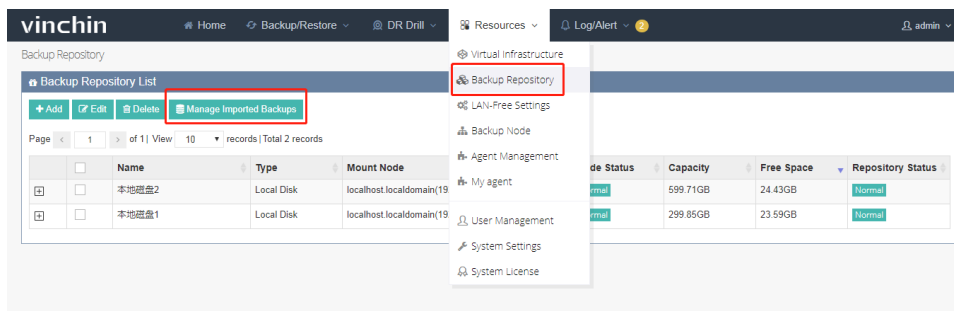 vinchin Home Backup/Restore DR Drill Resources Log/Alert 2 admin
Backup Repository
Virtual Infrastructure
Backup Repository
LAN-Free Settings
Backup Node
Agent Management
My agent
User Management
System Settings
System License
Backup Repository List
Add Edit Delete Manage Imported Backups
Page 1 of 1 | View 10 records | Total 2 records
Name Type Mount Node de Status Capacity Free Space Repository Status
本地磁盘2 Local Disk localhost.localdomain(19 rmal 599.71GB 24.43GB Normal
本地磁盘1 Local Disk localhost.localdomain(19 rmal 299.85GB 23.59GB Normal